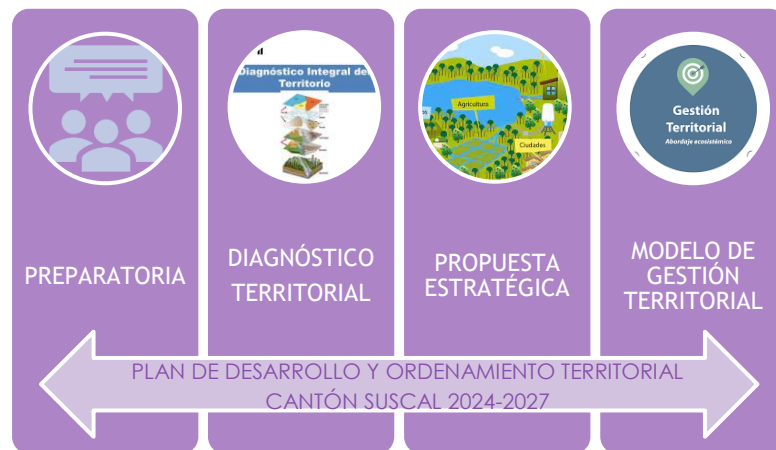 Diagnóstico Integral del
Territorio
Agricultura
Ciudades
Gestión
Territorial
Abordaje ecosistémico
PREPARATORIA
DIAGNÓSTICO
TERRITORIAL
PROPUESTA
ESTRATÉGICA
MODELO DE
GESTIÓN
TERRITORIAL
PLAN DE DESARROLLO Y ORDENAMIENTO TERRITORIAL
CANTÓN SUSCAL 2024-2027